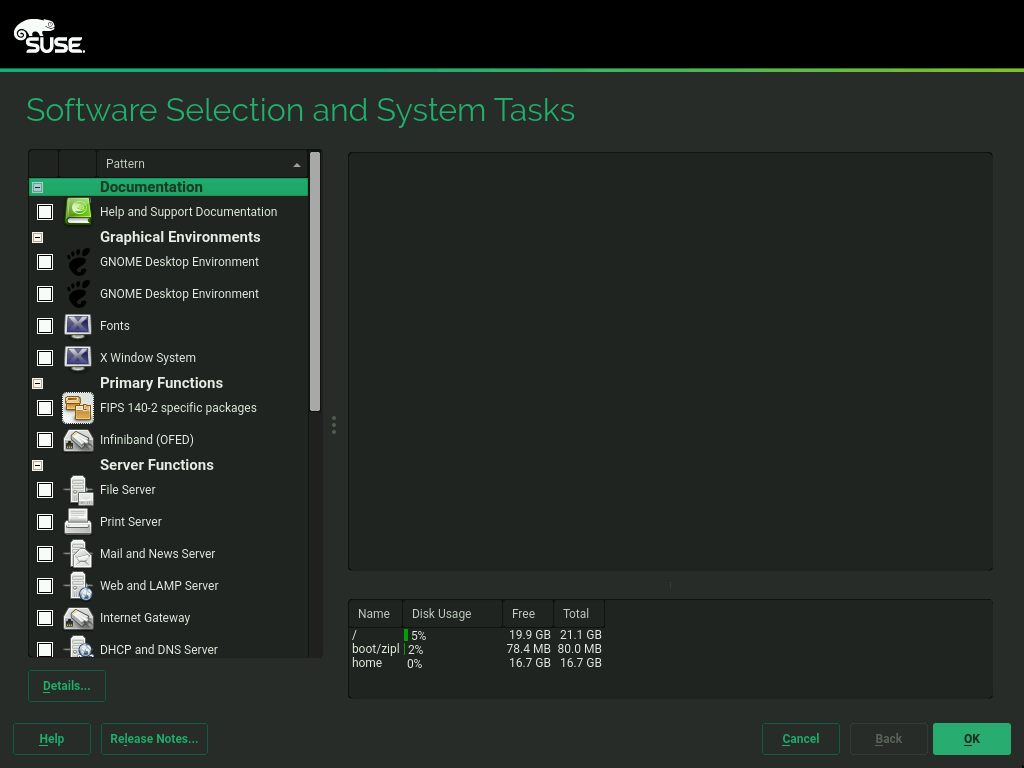 SUSE.
Software Selection and System Tasks
Pattern
Documentation
Help and Support Documentation
Graphical Environments
GNOME Desktop Environment
GNOME Desktop Environment
Fonts
X Window System
Primary Functions
FIPS 140-2 specific packages
Infiniband (OFED)
Server Functions
File Server
Print Server
Mail and News Server
Web and LAMP Server
Internet Gateway
DHCP and DNS Server
Name Disk Usage Free Total
/ 5% 19.9 GB 21.1 GB
boot/zipl 2% 78.4 MB 80.0 MB
home 0% 16.7 GB 16.7 GB
Details...
Help Release Notes... Cancel Back OK